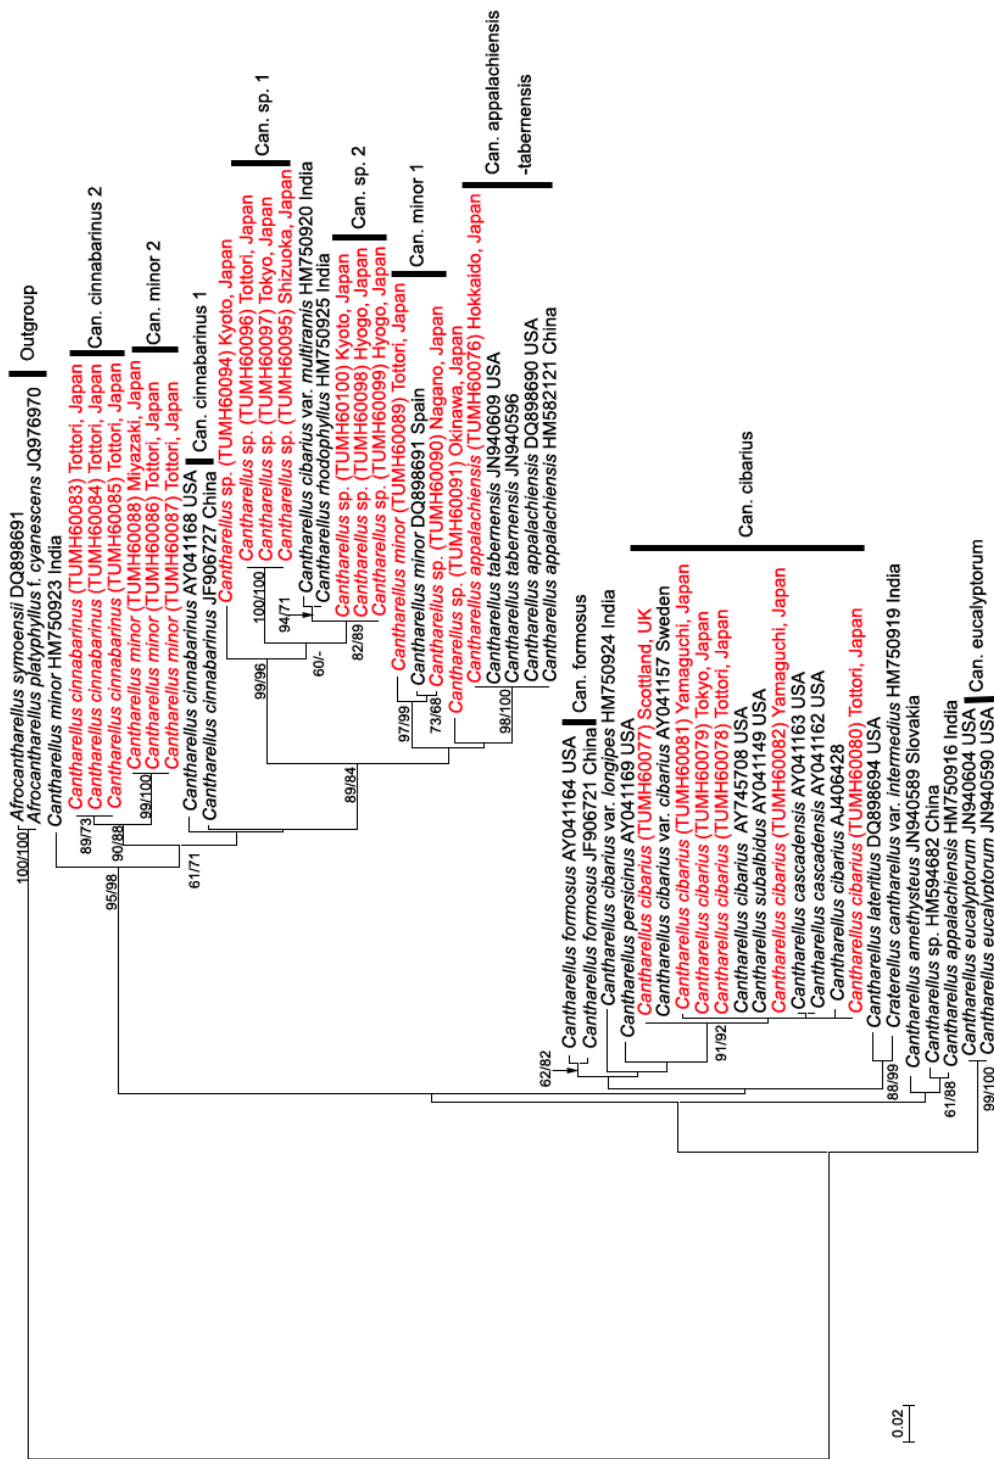 Afrocantharellus symoensii DQ898691
Afrocantharellus platyphyllus f. cyanescens JQ976970
Outgroup
100/100
Cantharellus minor HM750923 India
Cantharellus cinnabarinus (TUMH60083) Tottori, Japan
Cantharellus cinnabarinus (TUMH60084) Tottori, Japan
Cantharellus cinnabarinus (TUMH60085) Tottori, Japan
Can. cinnabarinus 2
89/73
90/88
95/98
Cantharellus minor (TUMH60088) Miyazaki, Japan
Cantharellus minor (TUMH60086) Tottori, Japan
Cantharellus minor (TUMH60087) Tottori, Japan
Can. minor 2
99/100
61/71
Cantharellus cinnabarinus AY041168 USA
Cantharellus cinnabarinus JF906727 China
Can. cinnabarinus 1
Cantharellus sp. (TUMH60094) Kyoto, Japan
Cantharellus sp. (TUMH60096) Tottori, Japan
Cantharellus sp. (TUMH60097) Tokyo, Japan
Cantharellus sp. (TUMH60095) Shizuoka, Japan
Can. sp. 1
100/100
99/96
94/71
60/-
Cantharellus cibarius var. multiramis HM750920 India
Cantharellus rhodophyllus HM750925 India
Cantharellus sp. (TUMH60100) Kyoto, Japan
Cantharellus sp. (TUMH60098) Hyogo, Japan
Cantharellus sp. (TUMH60099) Hyogo, Japan
Can. sp. 2
82/89
89/84
Cantharellus minor (TUMH60089) Tottori, Japan
Cantharellus minor DQ898691 Spain
Cantharellus sp. (TUMH60090) Nagano, Japan
Can. minor 1
97/99
73/68
Cantharellus sp. (TUMH60091) Okinawa, Japan
Cantharellus appalachiensis (TUMH60076) Hokkaido, Japan
Cantharellus tabernensis JN940609 USA
Cantharellus tabernensis JN940596
Cantharellus appalachiensis DQ898690 USA
Cantharellus appalachiensis HM582121 China
Can. appalachiensis
-tabernensis
98/100
Cantharellus formosus AY041164 USA
Cantharellus formosus JF906721 China
Can. formosus
62/82
Cantharellus cibarius var. longipes HM750924 India
Cantharellus persicinus AY041169 USA
Cantharellus cibarius (TUMH60077) Scottland, UK
Cantharellus cibarius var. cibarius AY041157 Sweden
Cantharellus cibarius (TUMH60081) Yamaguchi, Japan
Cantharellus cibarius (TUMH60079) Tokyo, Japan
Cantharellus cibarius (TUMH60078) Tottori, Japan
Cantharellus cibarius AY745708 USA
Cantharellus subalbidus AY041149 USA
Cantharellus cibarius (TUMH60082) Yamaguchi, Japan
Cantharellus cascadensis AY041163 USA
Cantharellus cascadensis AY041162 USA
Cantharellus cibarius AJ406428
Cantharellus cibarius (TUMH60080) Tottori, Japan
Can. cibarius
91/92
Cantharellus lateritius DQ898694 USA
Craterellus cantharellus var. intermedius HM750919 India
88/99
Cantharellus amethysteus JN940589 Slovakia
Cantharellus sp. HM594682 China
Cantharellus appalachiensis HM750916 India
61/88
Cantharellus eucalyptorum JN940604 USA
Cantharellus eucalyptorum JN940590 USA
Can. eucalyptorum
99/100
0.02